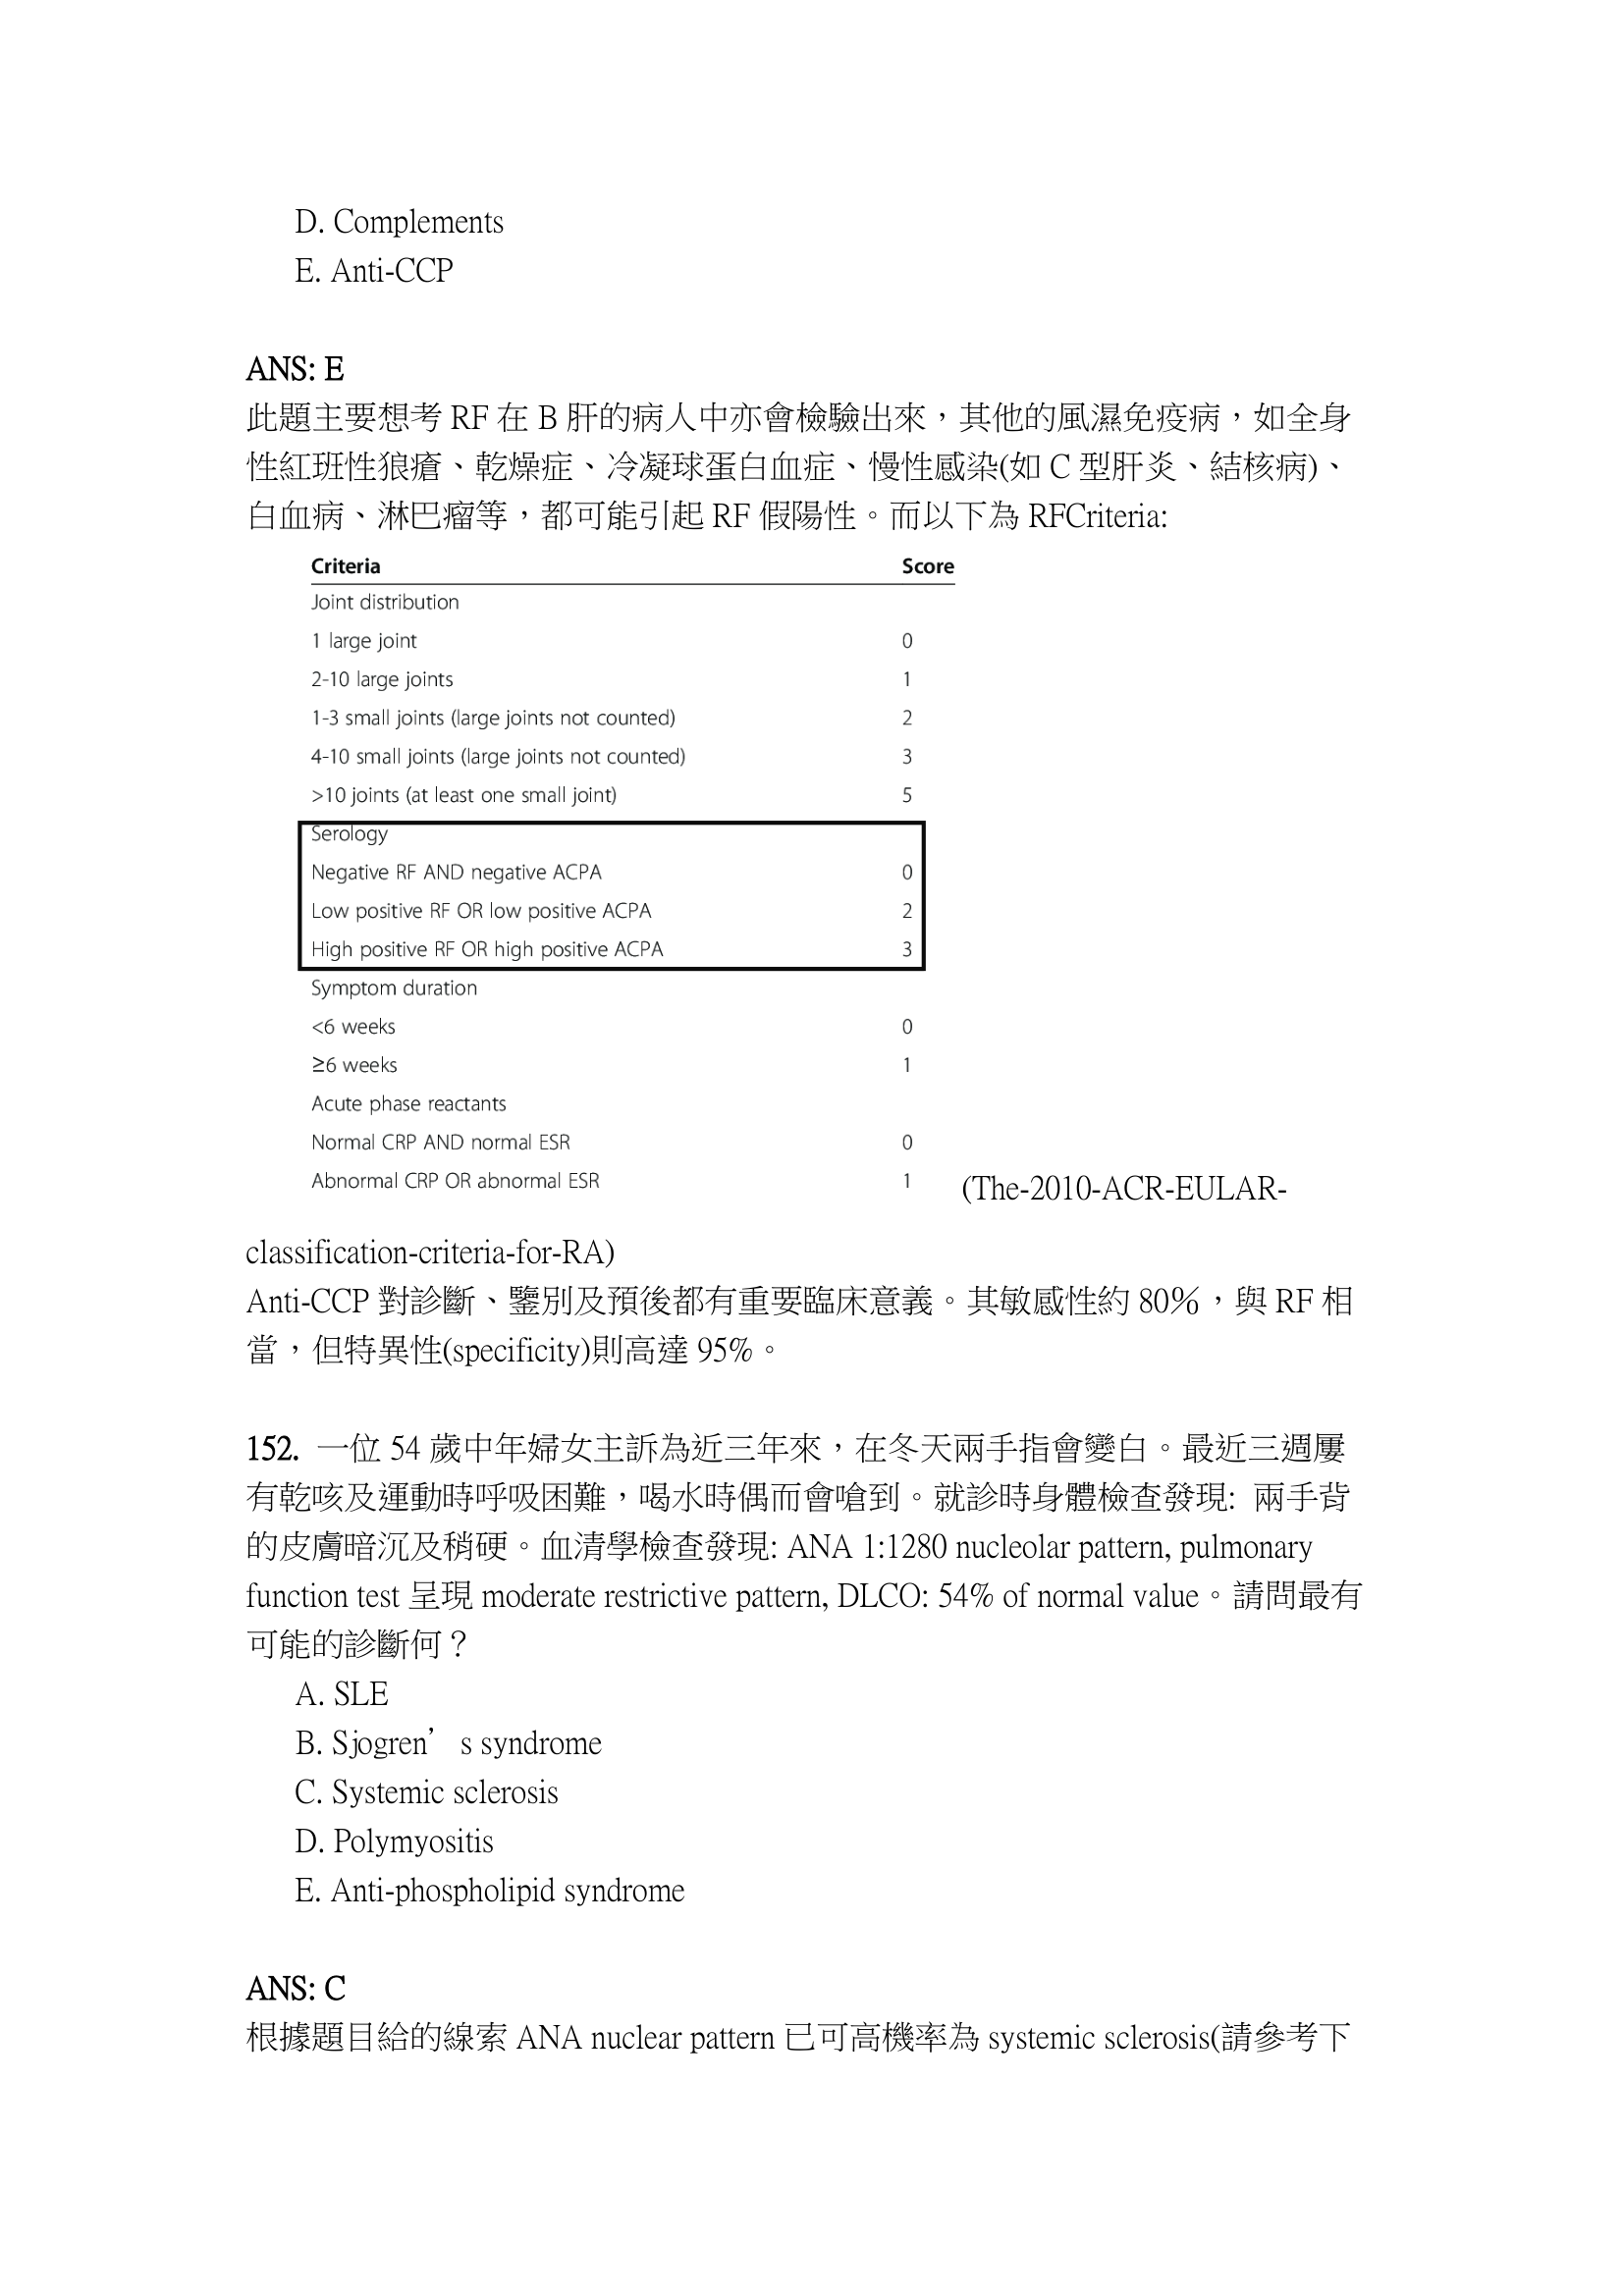 D. Complements
E. Anti-CCP
ANS: E
此題主要想考 RF 在 B 肝的病人中亦會檢驗出來，其他的風濕免疫病，如全身
性紅班性狼瘡、乾燥症、冷凝球蛋白血症、慢性感染(如 C 型肝炎、結核病)、
白血病、淋巴瘤等，都可能引起 RF 假陽性。而以下為 RFCriteria:
Criteria Score
Joint distribution
1 large joint 0
2-10 large joints 1
1-3 small joints (large joints not counted) 2
4-10 small joints (large joints not counted) 3
>10 joints (at least one small joint) 5
Serology
Negative RF AND negative ACPA 0
Low positive RF OR low positive ACPA 2
High positive RF OR high positive ACPA 3
Symptom duration
<6 weeks 0
≥6 weeks 1
Acute phase reactants
Normal CRP AND normal ESR 0
Abnormal CRP OR abnormal ESR 1 (The-2010-ACR-EULAR-
classification-criteria-for-RA)
Anti-CCP 對診斷、鑒別及預後都有重要臨床意義。其敏感性約 80%，與 RF 相
當，但特異性(specificity)則高達 95%。
152. 一位 54 歲中年婦女主訴為近三年來，在冬天兩手指會變白。最近三週屢
有乾咳及運動時呼吸困難，喝水時偶而會嗆到。就診時身體檢查發現: 兩手背
的皮膚暗沉及稍硬。血清學檢查發現: ANA 1:1280 nucleolar pattern, pulmonary
function test 呈現 moderate restrictive pattern, DLCO: 54% of normal value。請問最有
可能的診斷何？
A. SLE
B. Sjogren’s syndrome
C. Systemic sclerosis
D. Polymyositis
E. Anti-phospholipid syndrome
ANS: C
根據題目給的線索 ANA nuclear pattern 已可高機率為 systemic sclerosis(請參考下